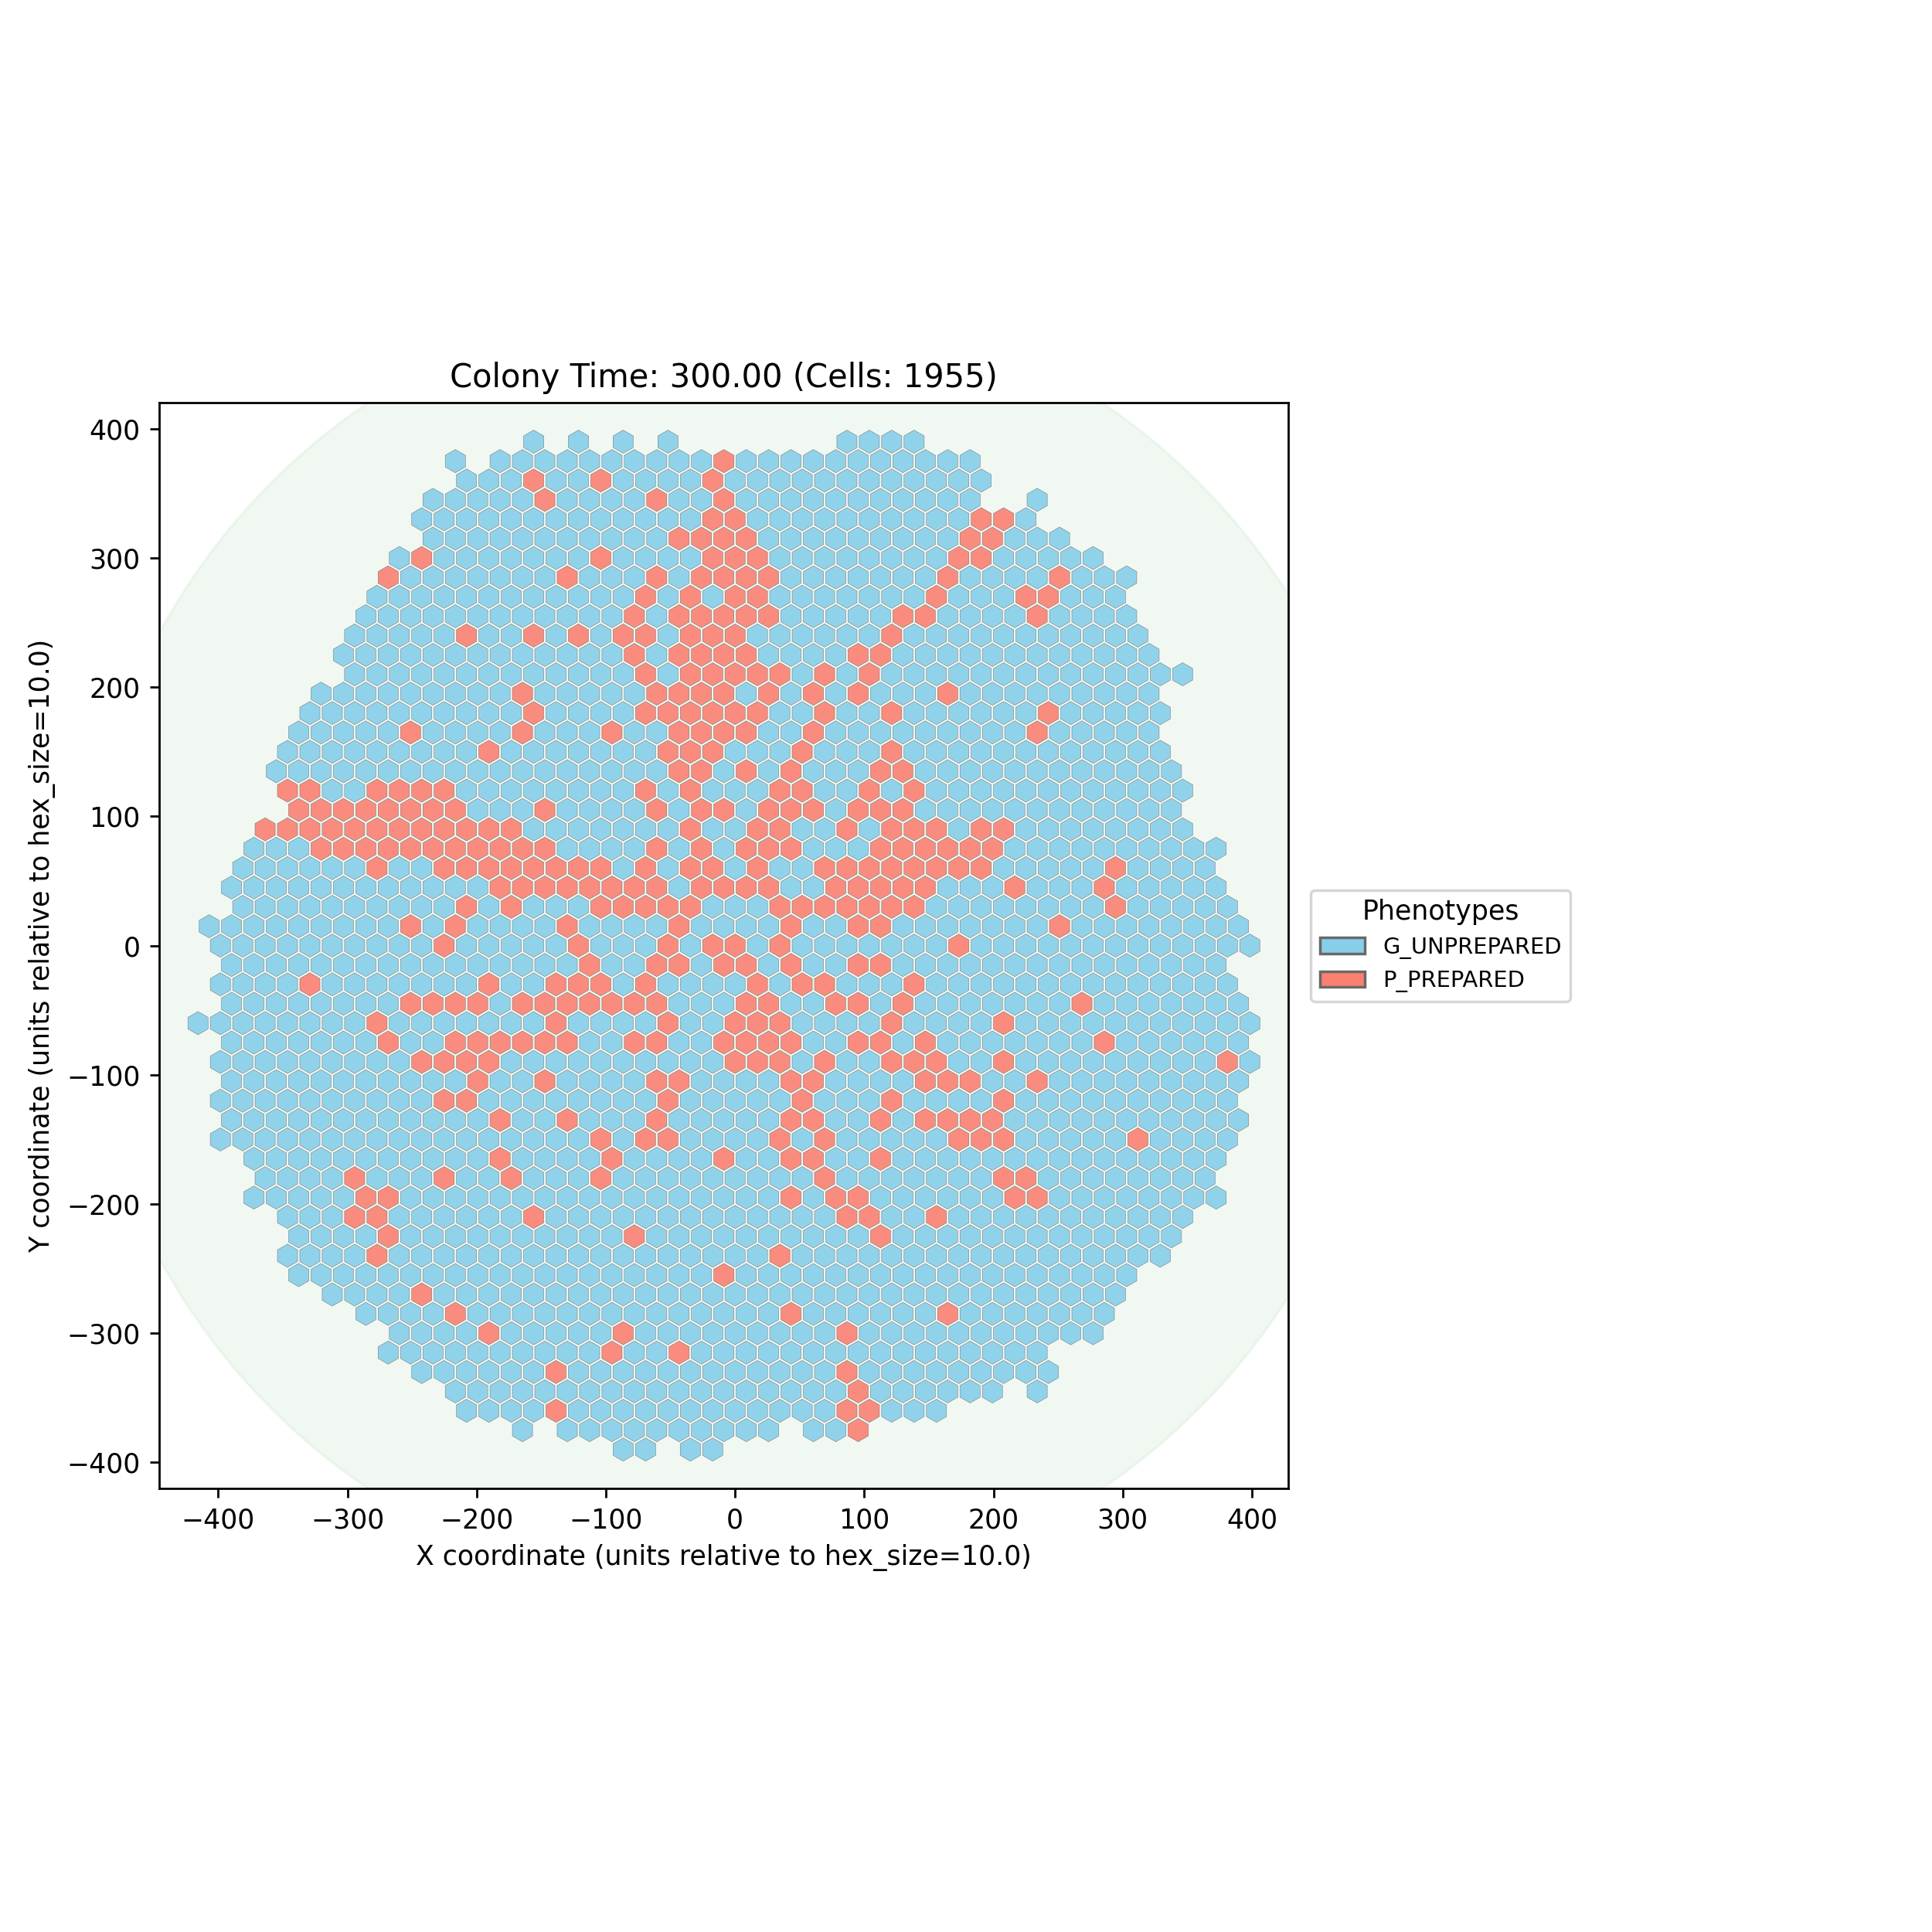 Colony Time: 300.00 (Cells: 1955)
400
300
200
100
0
−100
−200
−300
−400
Y coordinate (units relative to hex_size=10.0)
−400 −300 −200 −100 0 100 200 300 400
X coordinate (units relative to hex_size=10.0)
Phenotypes
G_UNPREPARED
P_PREPARED